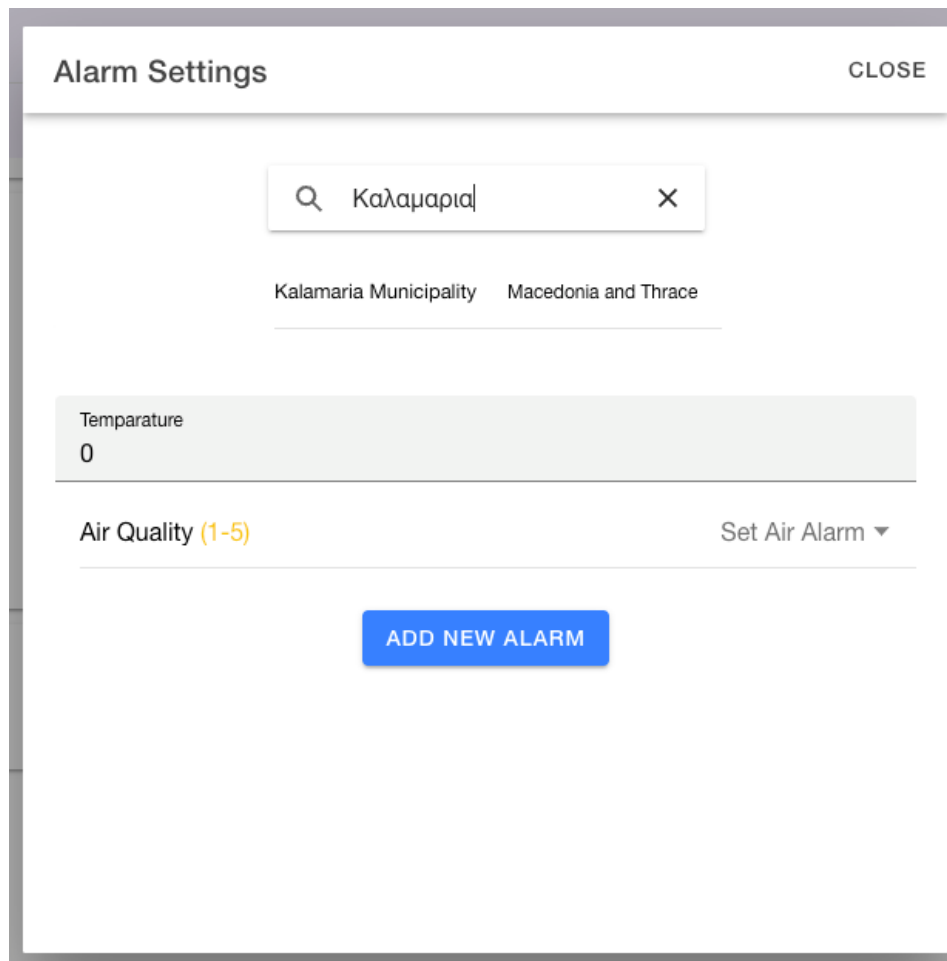 Alarm Settings CLOSE
Καλαμαρια
Kalamaria Municipality Macedonia and Thrace
Temparature
0
Air Quality (1-5) Set Air Alarm
ADD NEW ALARM